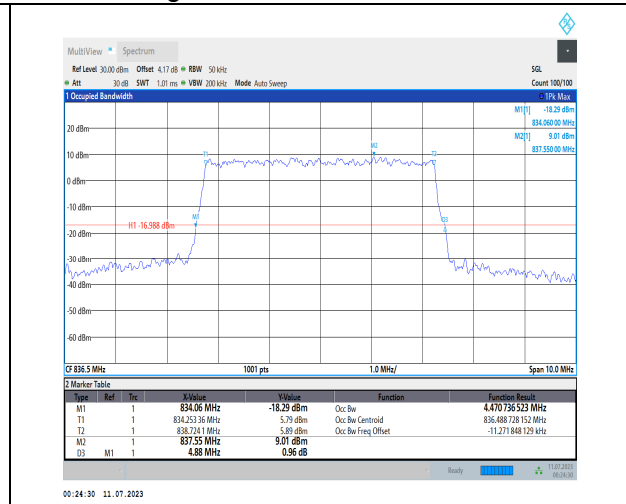 MultiView Spectrum
Ref Level 30.00 dBm Offset 4.17 dB RBW 50 kHz SGL
Att 30 dB SWT 1.01 ms VBW 200 kHz Mode Auto Sweep Count 100/100
1 Occupied Bandwidth 1Pk Max
M1[1] -18.29 dBm
834.06000 MHz
M2[1] 9.01 dBm
837.55000 MHz
20 dBm
M2
10 dBm T1 T2
0 dBm
-10 dBm
M1 D3
H1 -16.988 dBm
-20 dBm
-30 dBm
-40 dBm
-50 dBm
-60 dBm
CF 836.5 MHz 1001 pts 1.0 MHz/ Span 10.0 MHz
2 Marker Table
Type Ref Trc X-Value Y-Value Function Function Result
M1 1 834.06 MHz -18.29 dBm Occ Bw 4.470 736 523 MHz
T1 1 834.253 36 MHz 5.79 dBm Occ Bw Centroid 836.488 728 152 MHz
T2 1 838.724 1 MHz 5.89 dBm Occ Bw Freq Offset -11.271 848 129 kHz
M2 1 837.55 MHz 9.01 dBm
D3 M1 1 4.88 MHz 0.96 dB
Ready 11.07.2023
00:24:30
00:24:30 11.07.2023